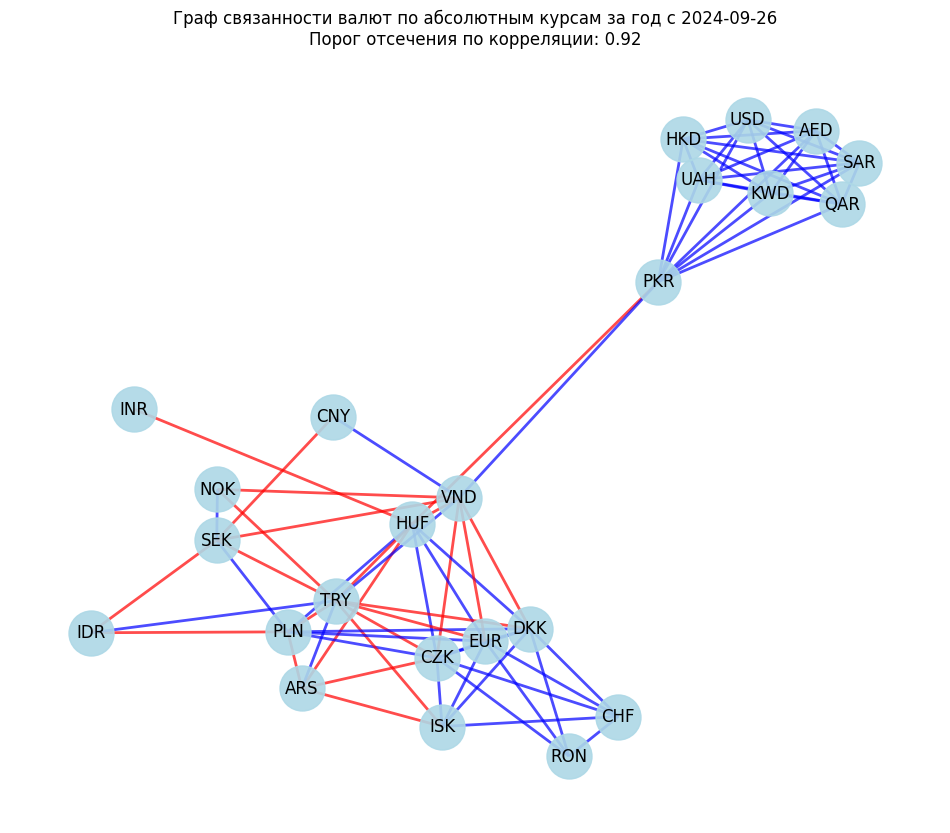 Граф связанности валют по абсолютным курсам за год с 2024-09-26
Порог отсечения по корреляции: 0.92
USD
AED
HKD
SAR
UAH
KWD
QAR
PKR
INR
CNY
NOK
VND
HUF
SEK
TRY
IDR
PLN
DKK
EUR
CZK
ARS
CHF
ISK
RON